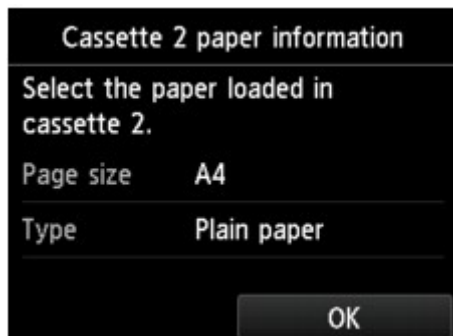 Cassette 2 paper information
Select the paper loaded in
cassette 2.
Page size A4
Type Plain paper
OK